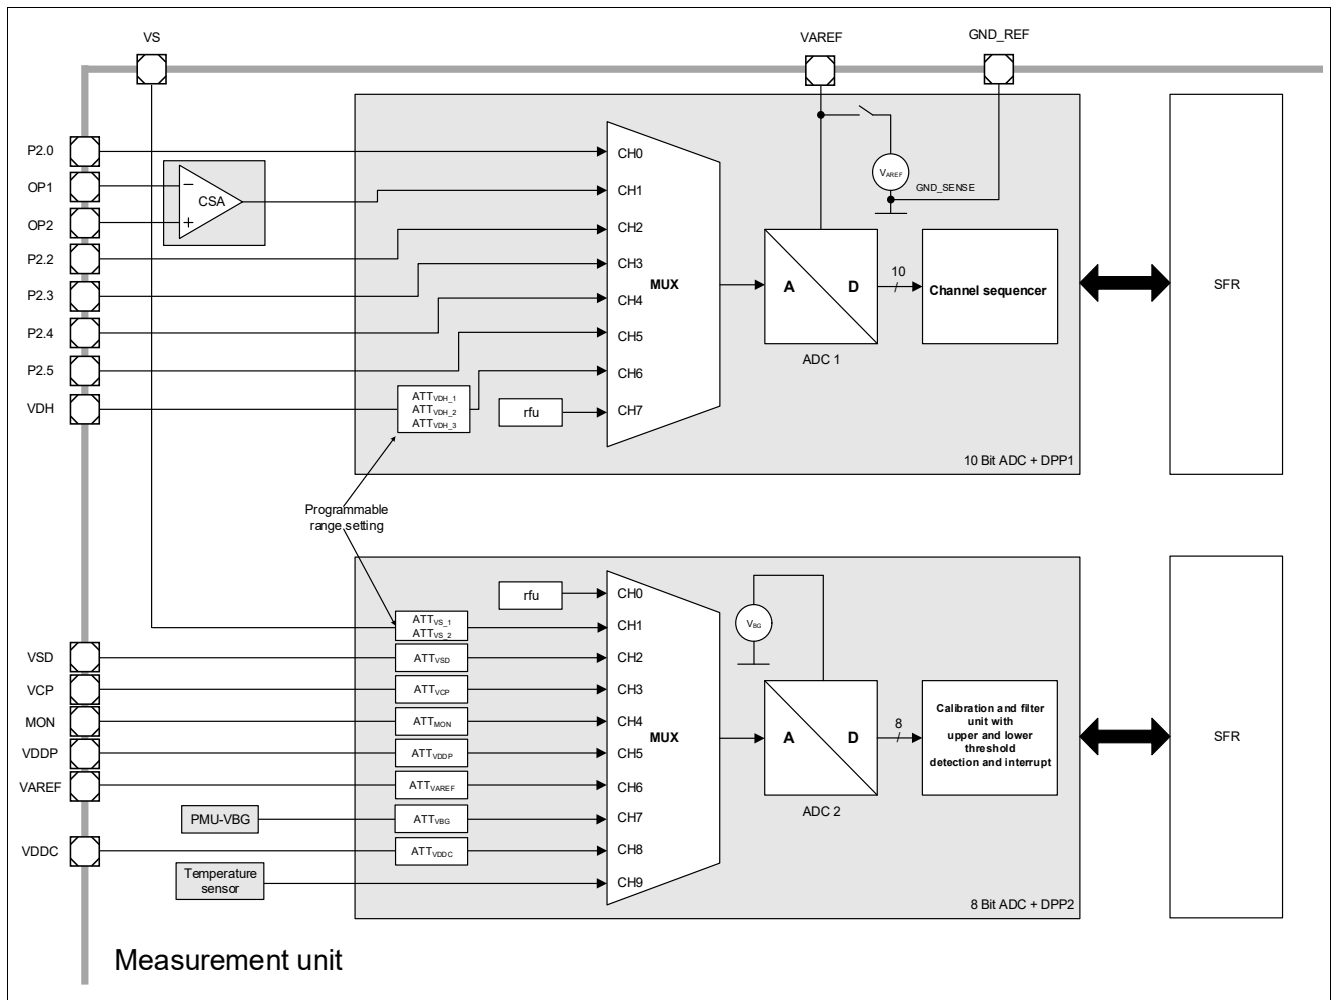 VS
VAREF
GND_REF
P2.0
OP1
OP2
P2.2
P2.3
P2.4
P2.5
VDH
−
CSA
+
ATTVDH_1
ATTVDH_2
ATTVDH_3
rfu
CH0
CH1
CH2
CH3
CH4
CH5
CH6
CH7
MUX
VAREF
GND_SENSE
A
D
ADC 1
10
Channel sequencer
10 Bit ADC + DPP1
SFR
Programmable
range setting
VSD
VCP
MON
VDDP
VAREF
VDDC
PMU-VBG
Temperature
sensor
rfu
ATTVS_1
ATTVS_2
ATTVSD
ATTVCP
ATTMON
ATTVDDP
ATTVAREF
ATTVBG
ATTVDDC
CH0
CH1
CH2
CH3
CH4
CH5
CH6
CH7
CH8
CH9
MUX
VBG
A
D
ADC 2
8
Calibration and filter
unit with
upper and lower
threshold
detection and interrupt
8 Bit ADC + DPP2
SFR
Measurement unit